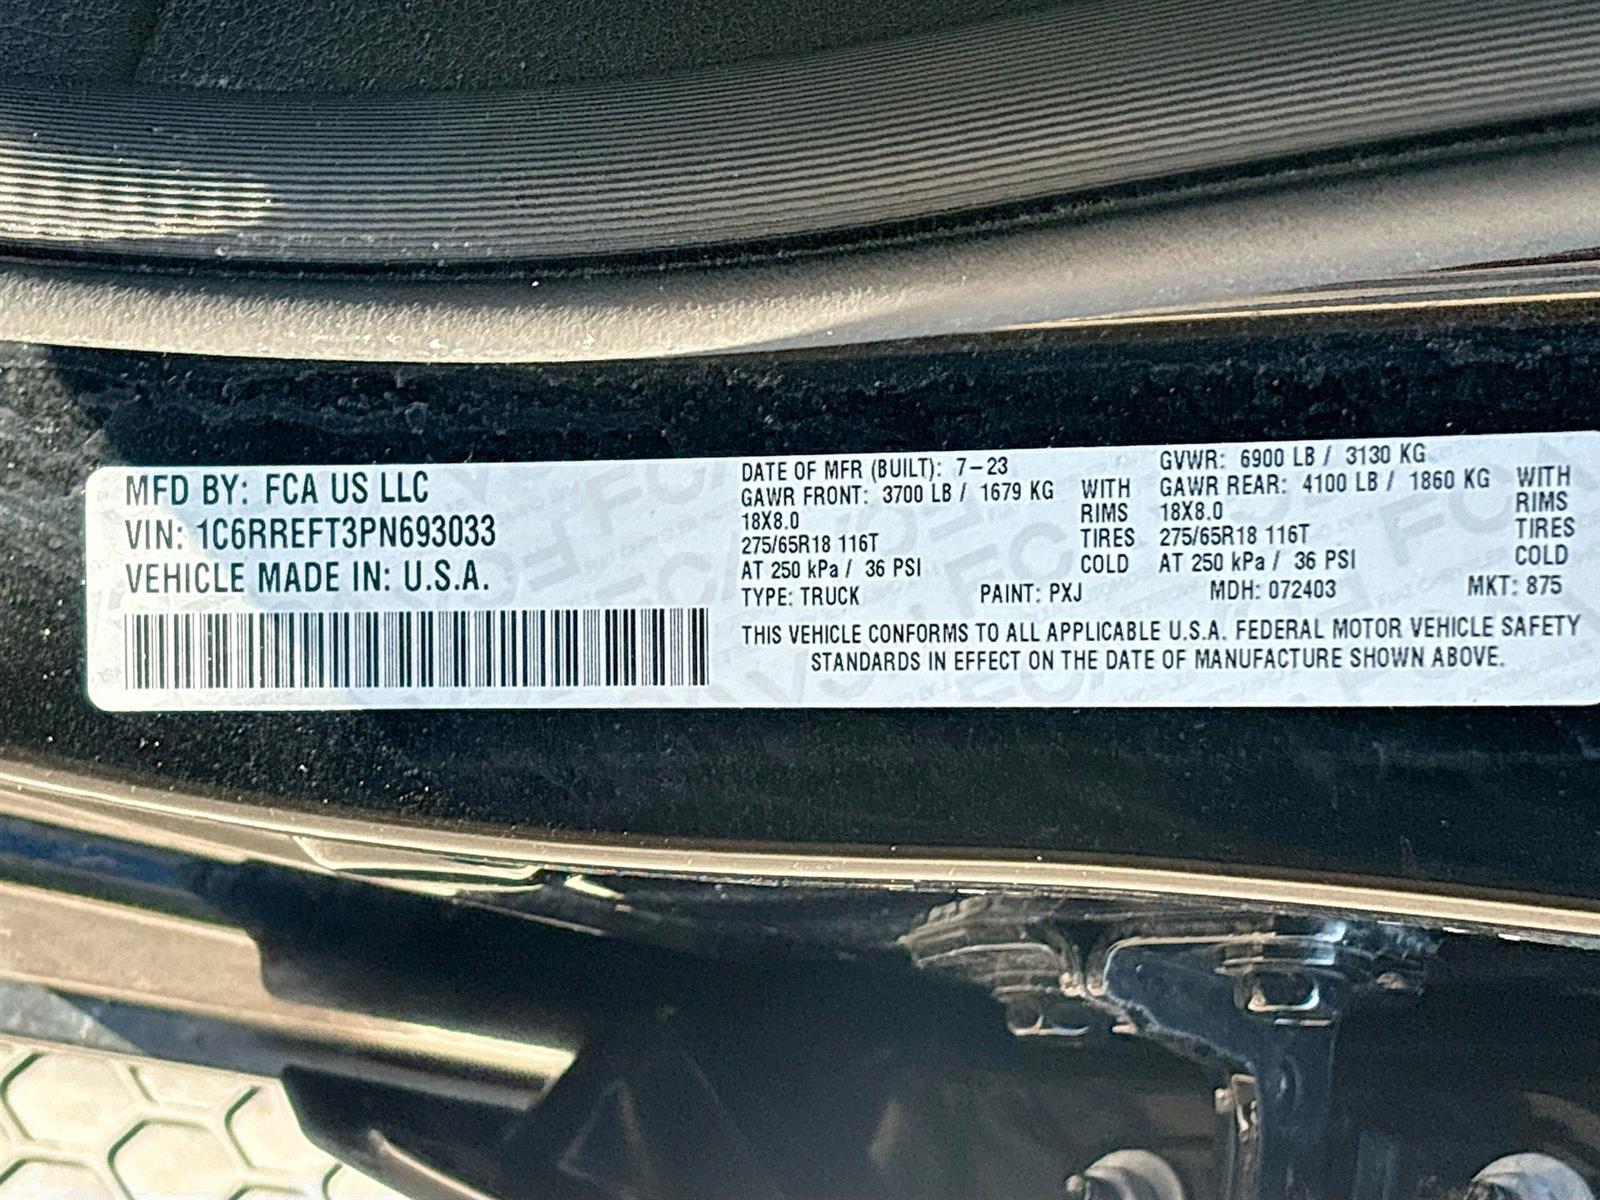 MFD BY: FCA US LLC
VIN: 1C6RREFT3PN693033
VEHICLE MADE IN: U.S.A.
DATE OF MFR (BUILT): 7-23
GAWR FRONT: 3700 LB / 1679 KG WITH
18X8.0 RIMS
275/65R18 116T TIRES
AT 250 kPa / 36 PSI COLD
GVWR: 6900 LB / 3130 KG
GAWR REAR: 4100 LB / 1860 KG WITH
18X8.0 RIMS
275/65R18 116T TIRES
AT 250 kPa / 36 PSI COLD
TYPE: TRUCK PAINT: PXJ MDH: 072403 MKT: 875
THIS VEHICLE CONFORMS TO ALL APPLICABLE U.S.A. FEDERAL MOTOR VEHICLE SAFETY
STANDARDS IN EFFECT ON THE DATE OF MANUFACTURE SHOWN ABOVE.